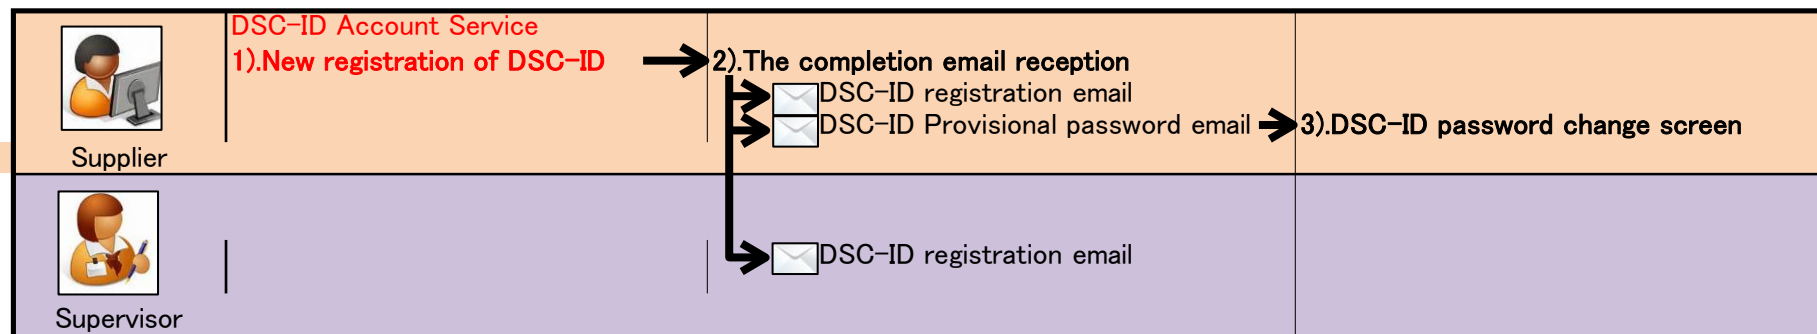 DSC-ID Account Service
1).New registration of DSC-ID
2).The completion email reception
DSC-ID registration email
DSC-ID Provisional password email
3).DSC-ID password change screen
Supplier
DSC-ID registration email
Supervisor